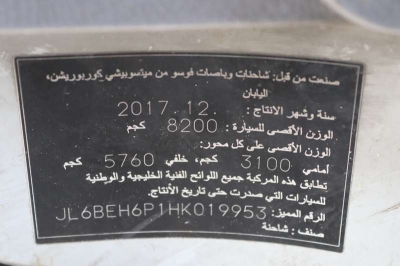 صنعت من قبل: شاحنات وباصات فوسو من ميتسوبيشي كوربوريشن،
اليابان
سنة وشهر الانتاج : 2017. 12.
الوزن الأقصى للسيارة : 8200 كجم
الوزن الأقصى على كل محور:
أمامي 3100 كجم، خلفي 5760 كجم
تطابق هذه المركبة جميع اللوائح الفنية الخليجية والوطنية
للسيارات التي صدرت حتى تاريخ الأنتاج.
الرقم المميز: JL6BEH6P1HK019953
صنف : شاحنة